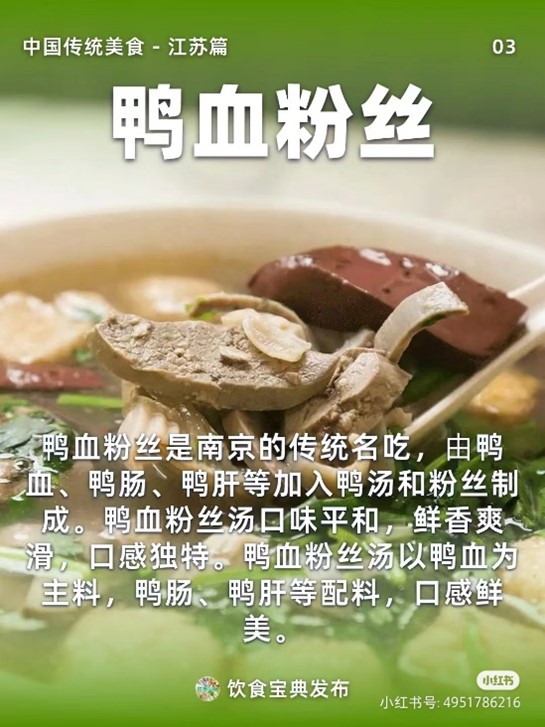 中国传统美食 - 江苏篇
03
鸭血粉丝
鸭血粉丝是南京的传统名吃，由鸭
血、鸭肠、鸭肝等加入鸭汤和粉丝制
成。鸭血粉丝汤口味平和，鲜香爽
滑，口感独特。鸭血粉丝汤以鸭血为
主料，鸭肠、鸭肝等配料，口感鲜
美。
饮食宝典发布
小红书
小红书号: 4951786216